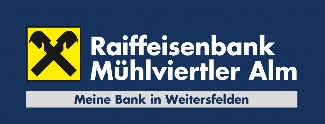 Raiffeisenbank
Mühlviertler Alm
Meine Bank in Weitersfelden